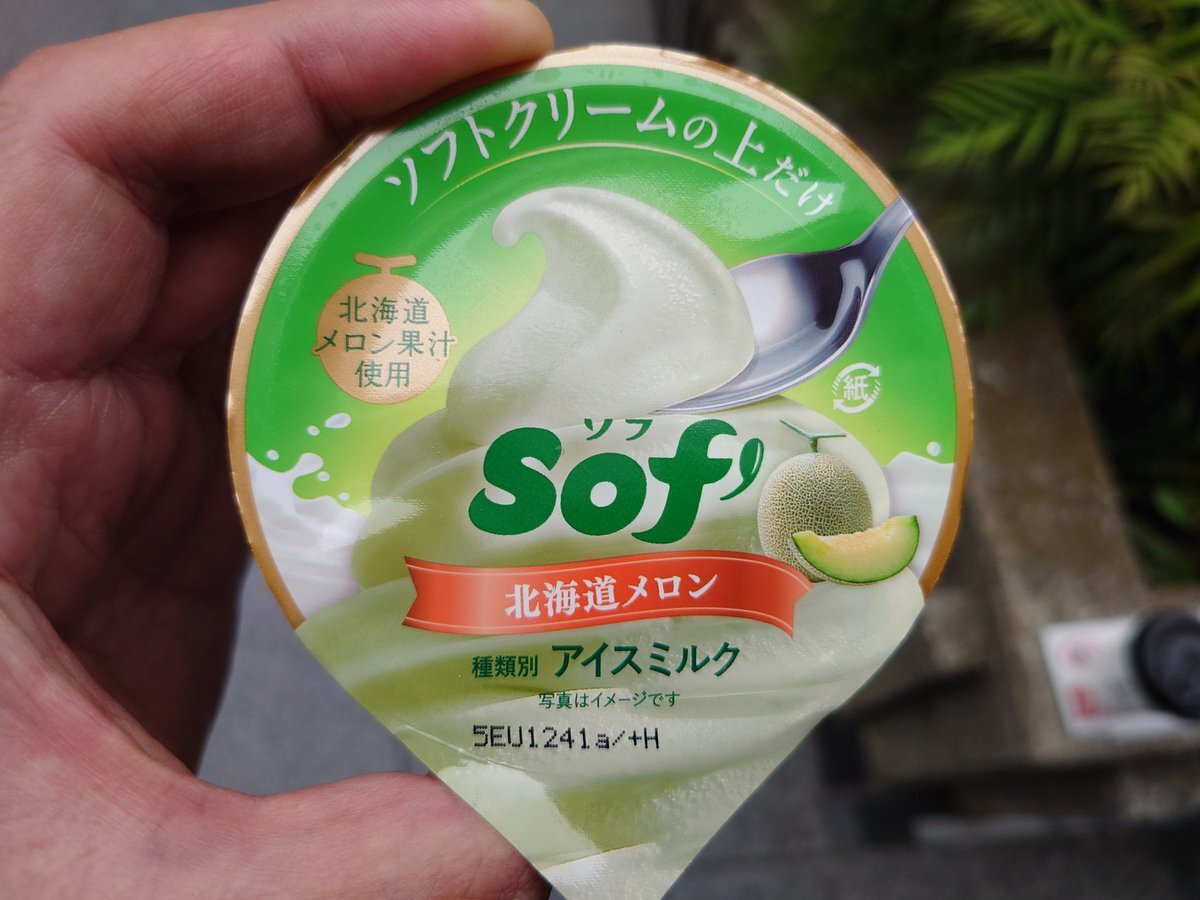 ソフトクリームの上だけ
北海道
メロン果汁
使用
紙
ソフ
Sof'
北海道メロン
種類別 アイスミルク
写真はイメージです
5EU1241a/+H